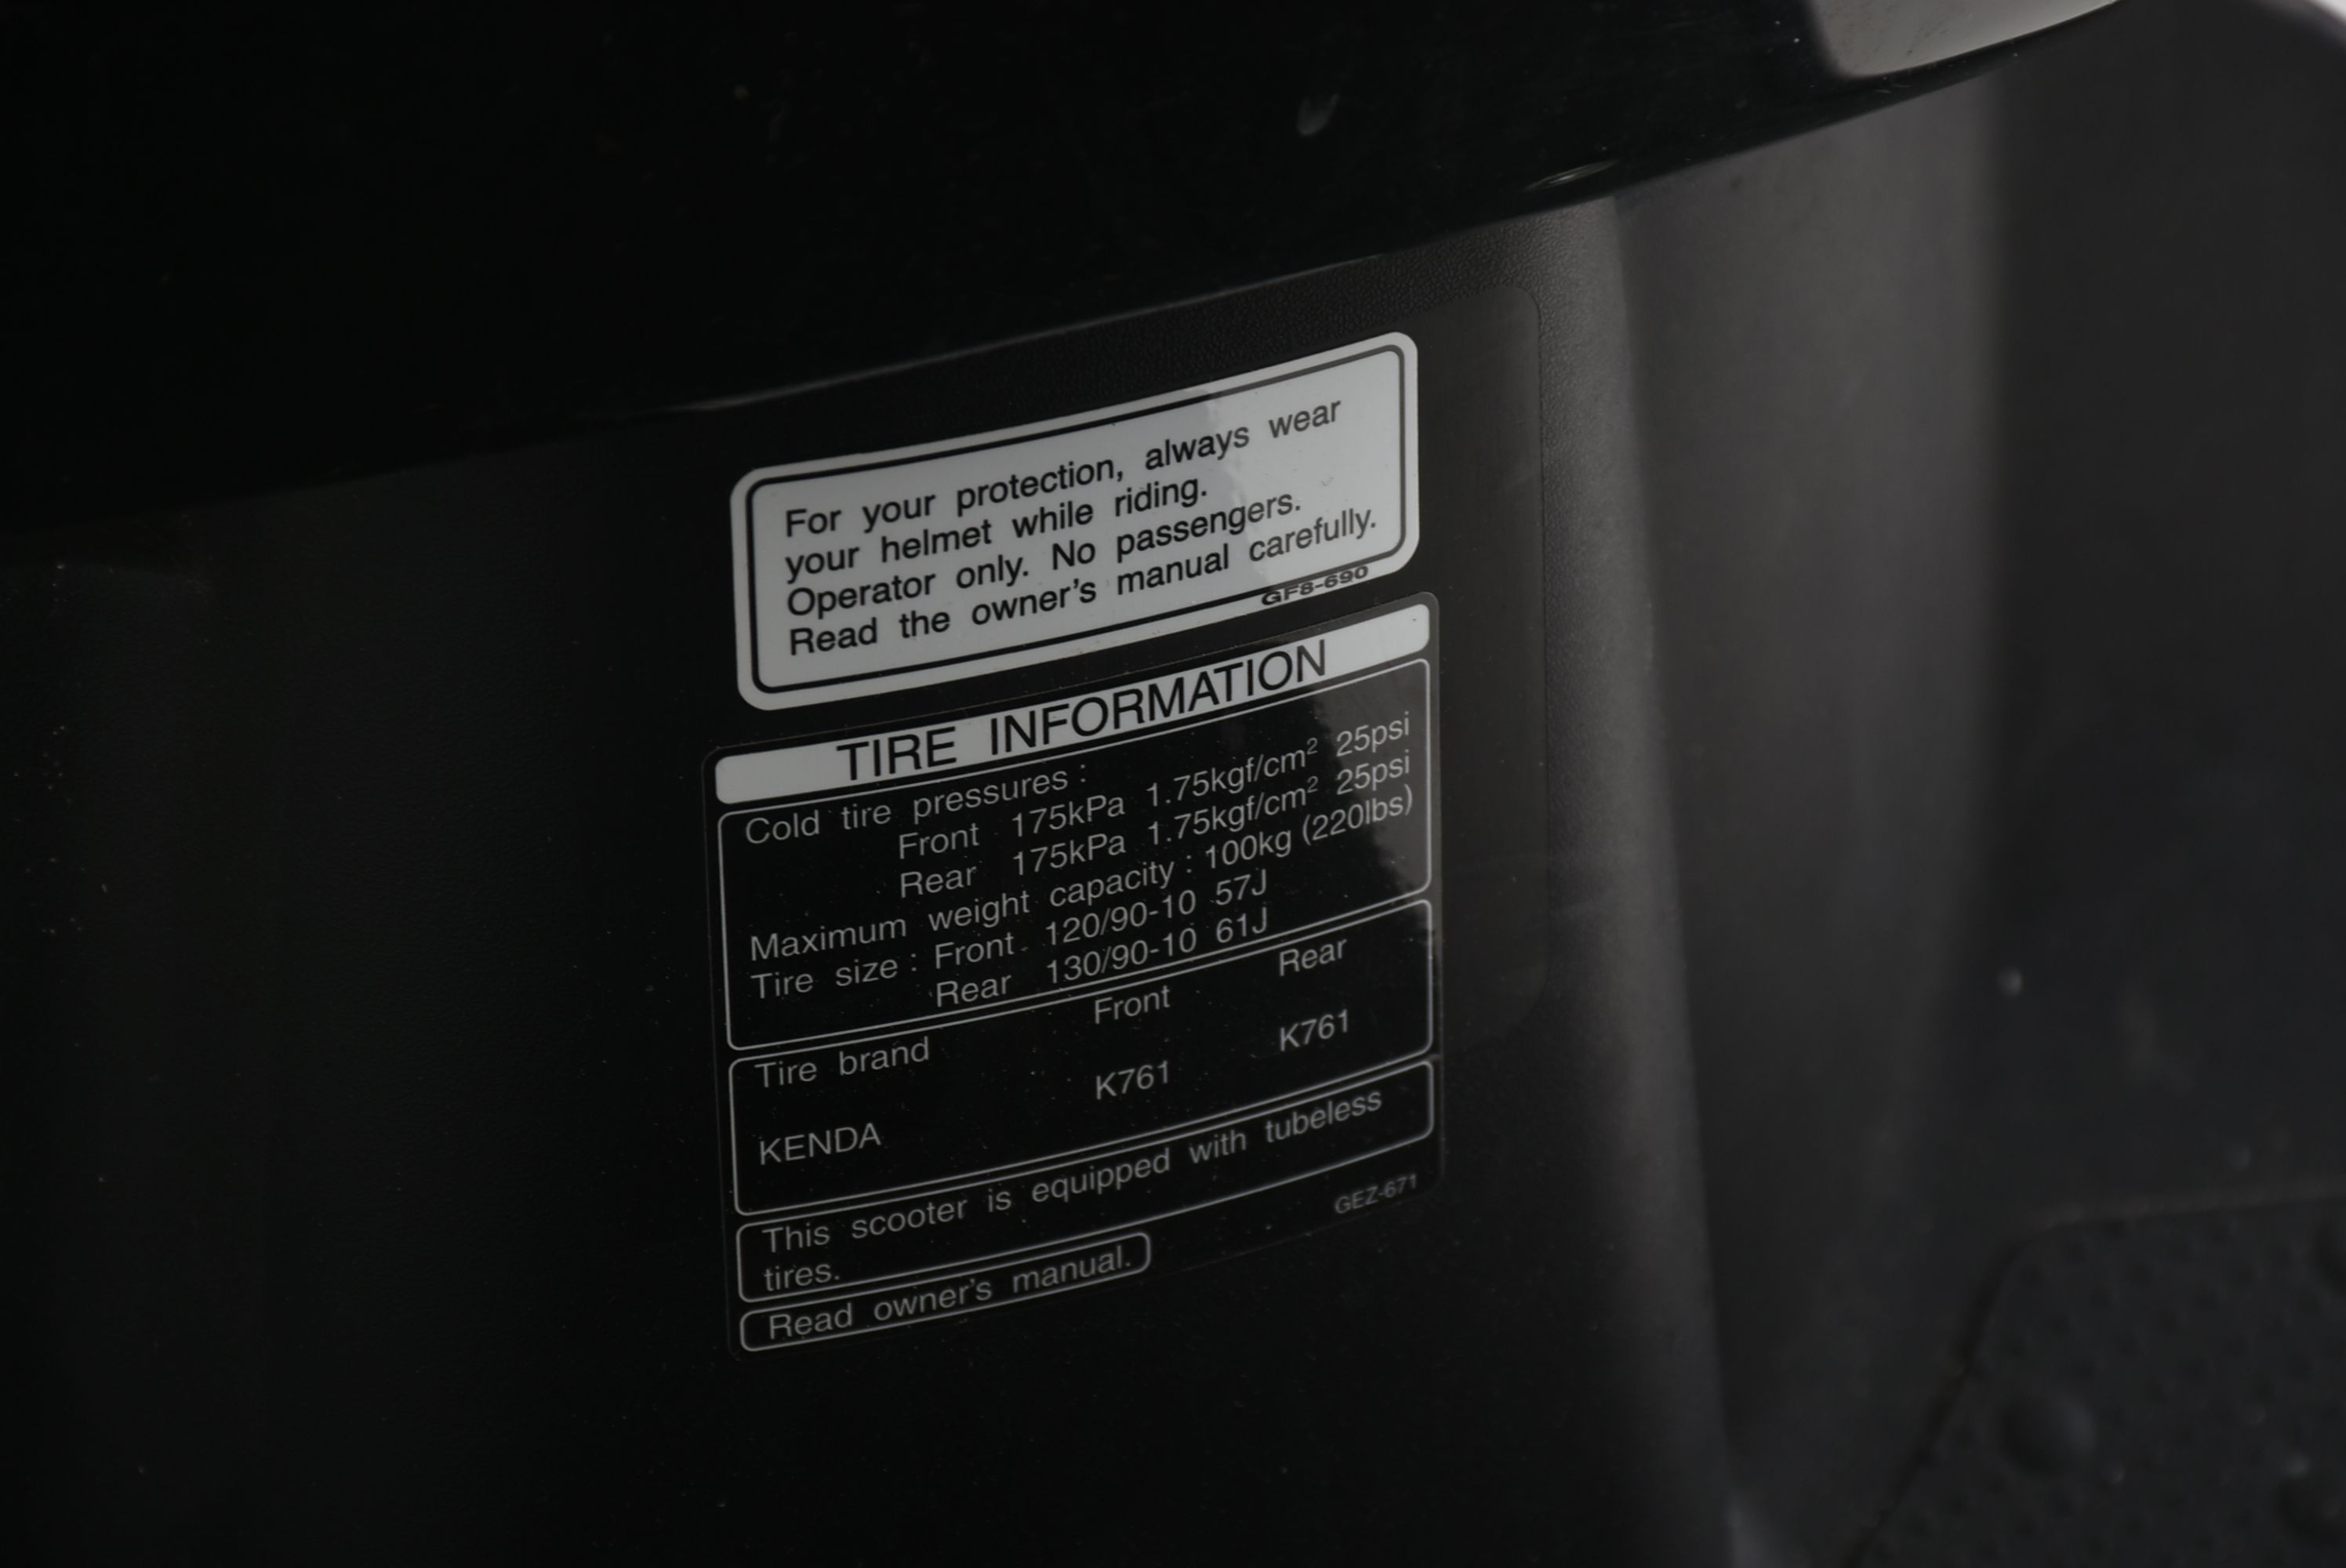 For your protection, always wear
your helmet while riding.
Operator only. No passengers.
Read the owner's manual carefully.
GF8-690
TIRE INFORMATION
Cold tire pressures :
Front 175kPa 1.75kgf/cm² 25psi
Rear 175kPa 1.75kgf/cm² 25psi
Maximum weight capacity : 100kg (220lbs)
Tire size : Front 120/90-10 57J
Rear 130/90-10 61J
Tire brand Front Rear
KENDA K761 K761
This scooter is equipped with tubeless
tires.
GEZ-671
Read owner's manual.